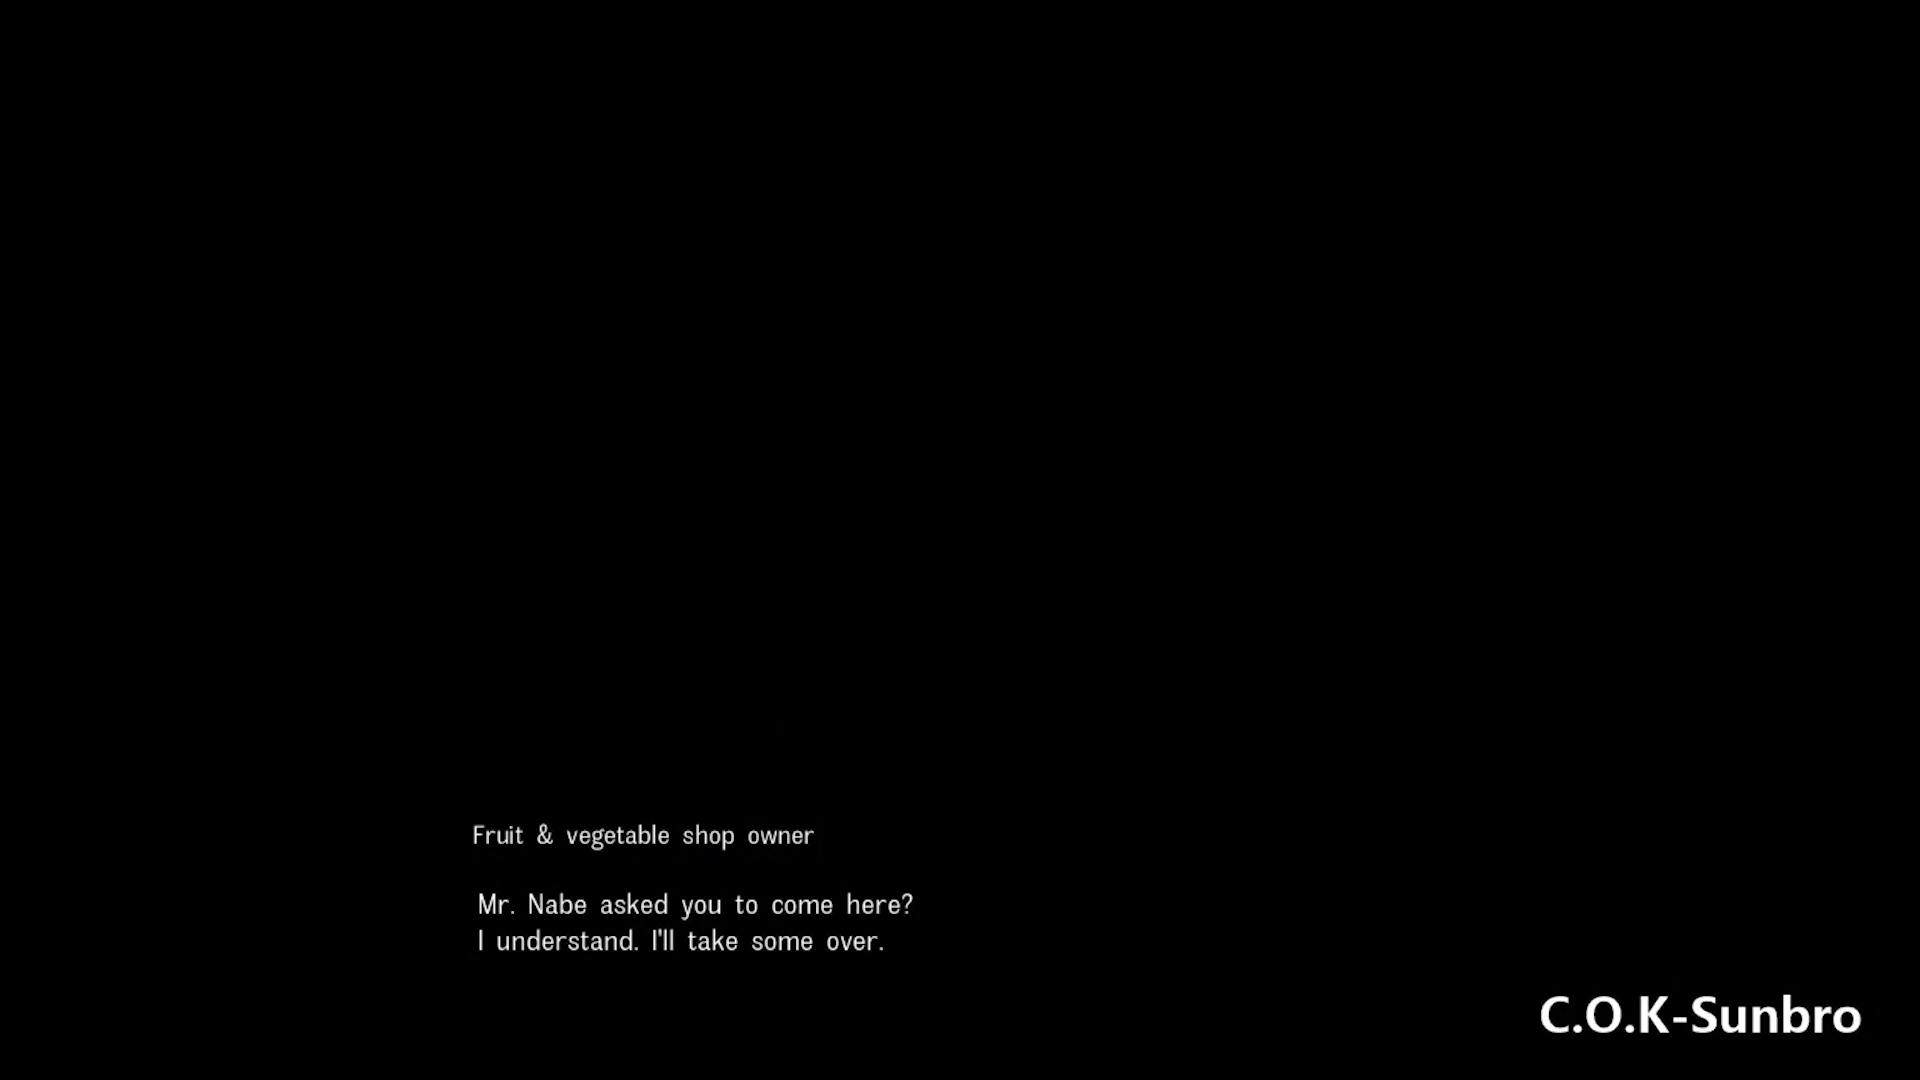 Fruit & vegetable shop owner
Mr. Nabe asked you to come here?
I understand. I'll take some over.
C.O.K-Sunbro